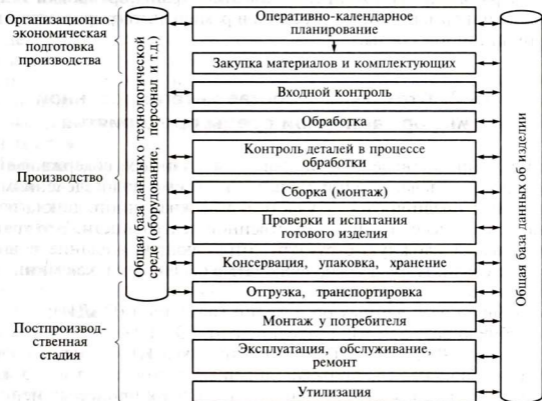 Организационно-
экономическая
подготовка
производства
Производство
Постпроизвод-
ственная
стадия
Общая база данных о технологической
среде (оборудование, персонал и т.д.)
Оперативно-календарное
планирование
Закупка материалов и комплектующих
Входной контроль
Обработка
Контроль деталей в процессе
обработки
Сборка (монтаж)
Проверки и испытания
готового изделия
Консервация, упаковка, хранение
Отгрузка, транспортировка
Монтаж у потребителя
Эксплуатация, обслуживание,
ремонт
Утилизация
Общая база данных об изделии